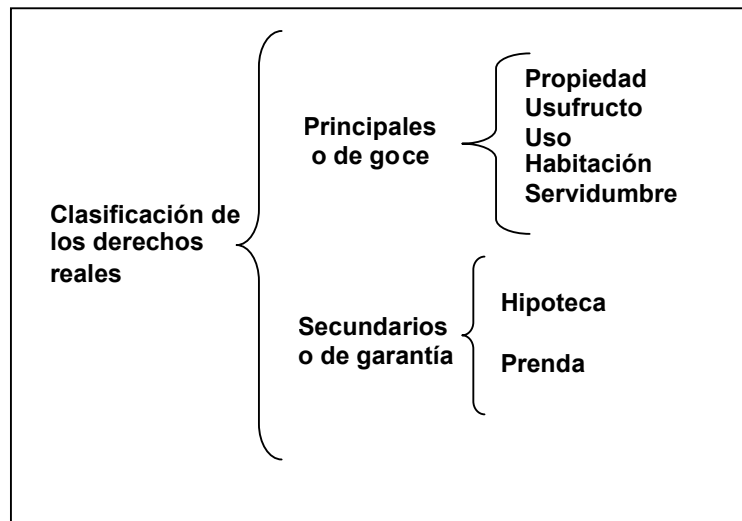 Clasificación de
los derechos
reales
Principales
o de goce
Propiedad
Usufructo
Uso
Habitación
Servidumbre
Secundarios
o de garantía
Hipoteca
Prenda